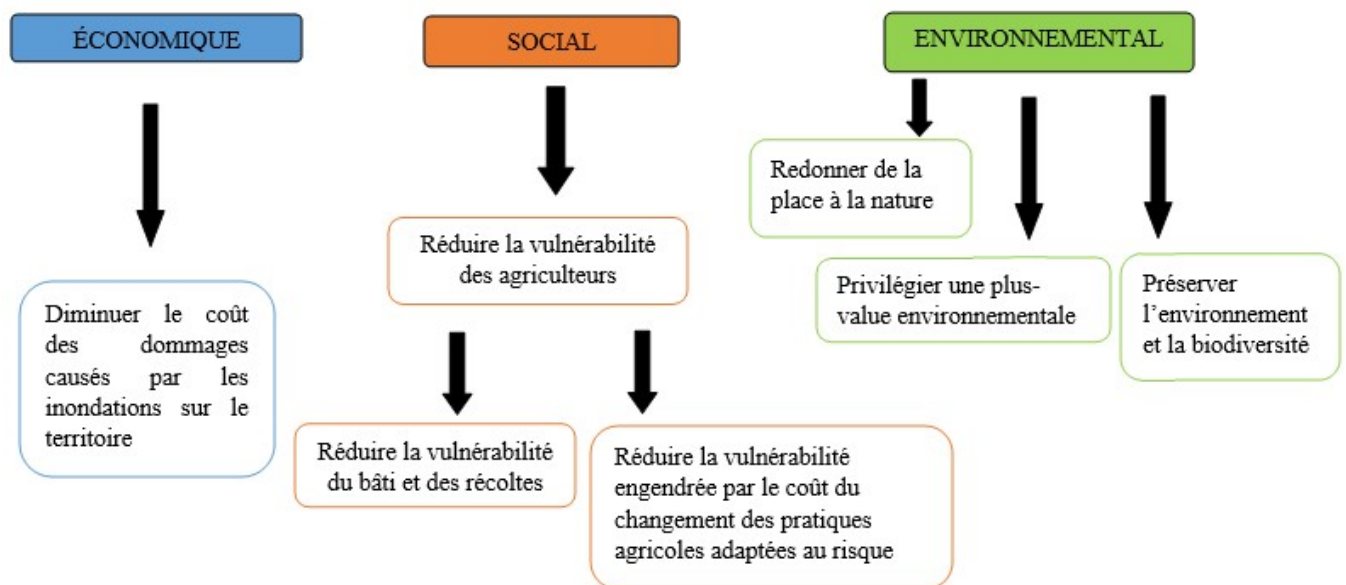 ÉCONOMIQUE
Diminuer le coût
des dommages
causés par les
inondations sur le
territoire
SOCIAL
Réduire la vulnérabilité
des agriculteurs
Réduire la vulnérabilité
du bâti et des récoltes
Réduire la vulnérabilité
engendrée par le coût du
changement des pratiques
agricoles adaptées au risque
ENVIRONNEMENTAL
Redonner de la
place à la nature
Privilégier une plus-
value environnementale
Préserver
l’environnement
et la biodiversité